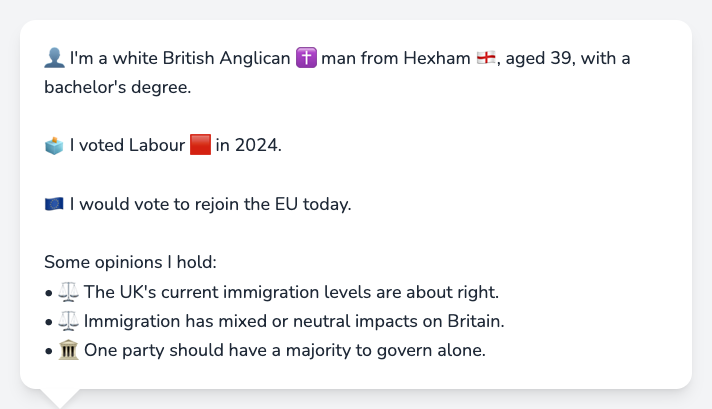 👤 I'm a white British Anglican ✝️ man from Hexham 🏴󠁧󠁢󠁥󠁮󠁧󠁿, aged 39, with a
bachelor's degree.
🗳️ I voted Labour 🟥 in 2024.
🇪🇺 I would vote to rejoin the EU today.
Some opinions I hold:
• ⚖️ The UK's current immigration levels are about right.
• ⚖️ Immigration has mixed or neutral impacts on Britain.
• 🏛️ One party should have a majority to govern alone.